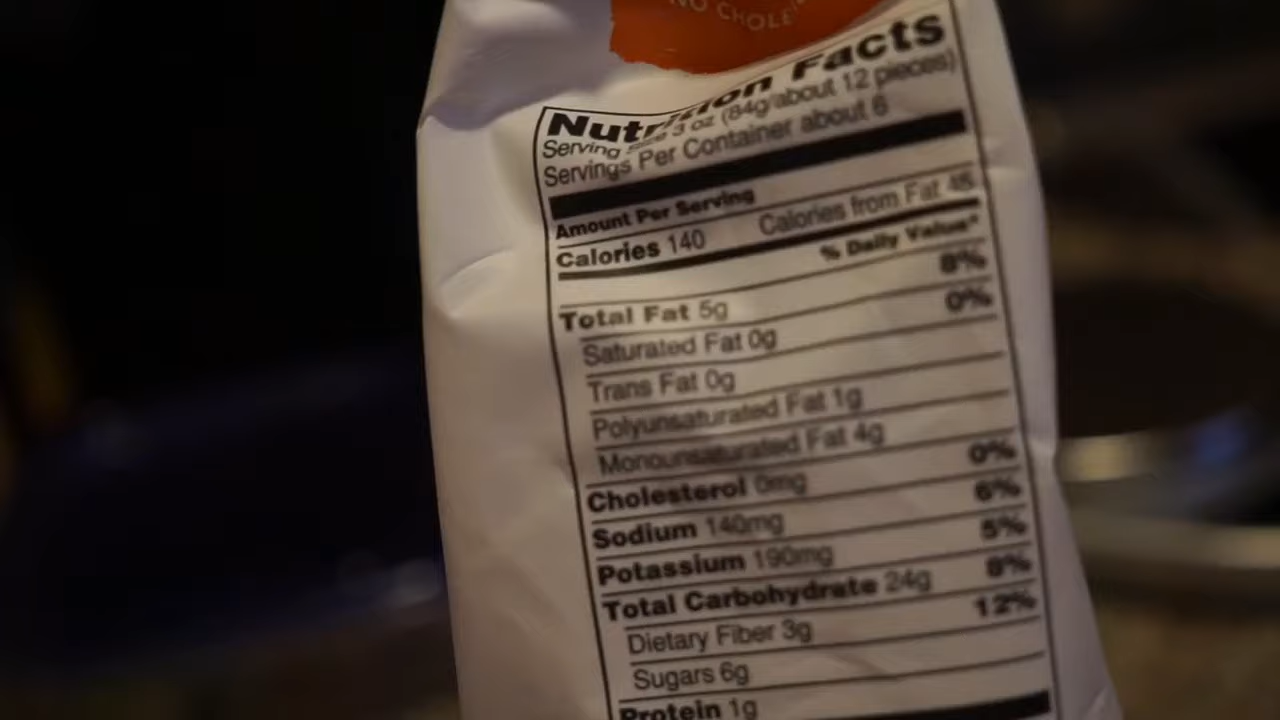 NO CHOLE
Nutrition Facts
Serving Size 3 oz (84g/about 12 pieces)
Servings Per Container about 6
Amount Per Serving
Calories 140 Calories from Fat 45
% Daily Value*
Total Fat 5g 8%
Saturated Fat 0g 0%
Trans Fat 0g
Polyunsaturated Fat 1g
Monounsaturated Fat 4g
Cholesterol 0mg 0%
Sodium 140mg 6%
Potassium 190mg 5%
Total Carbohydrate 24g 8%
Dietary Fiber 3g 12%
Sugars 6g
Protein 1g